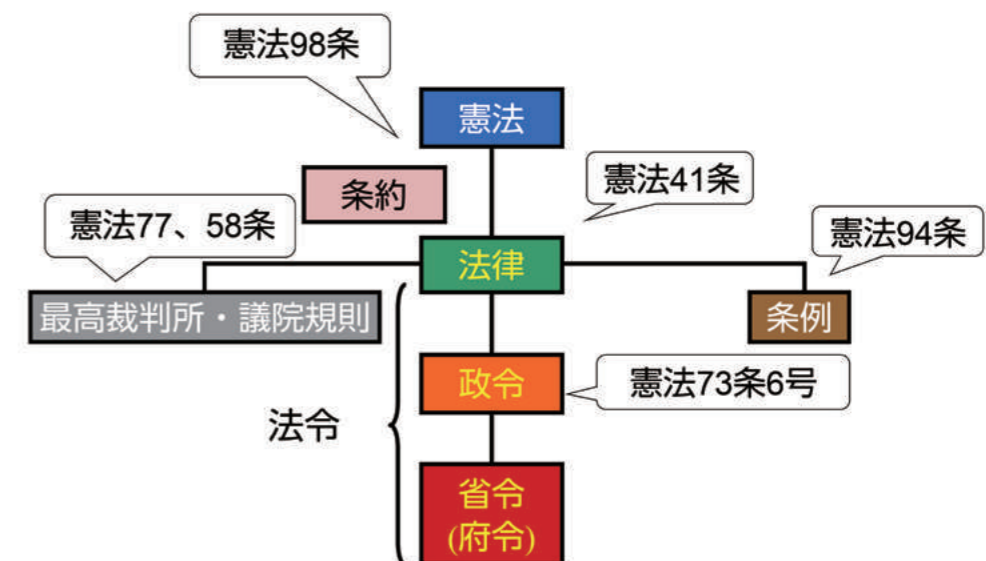 憲法98条
憲法
条約
憲法41条
憲法77、58条
憲法94条
法律
最高裁判所・議院規則
条例
政令
憲法73条6号
法令
省令
(府令)